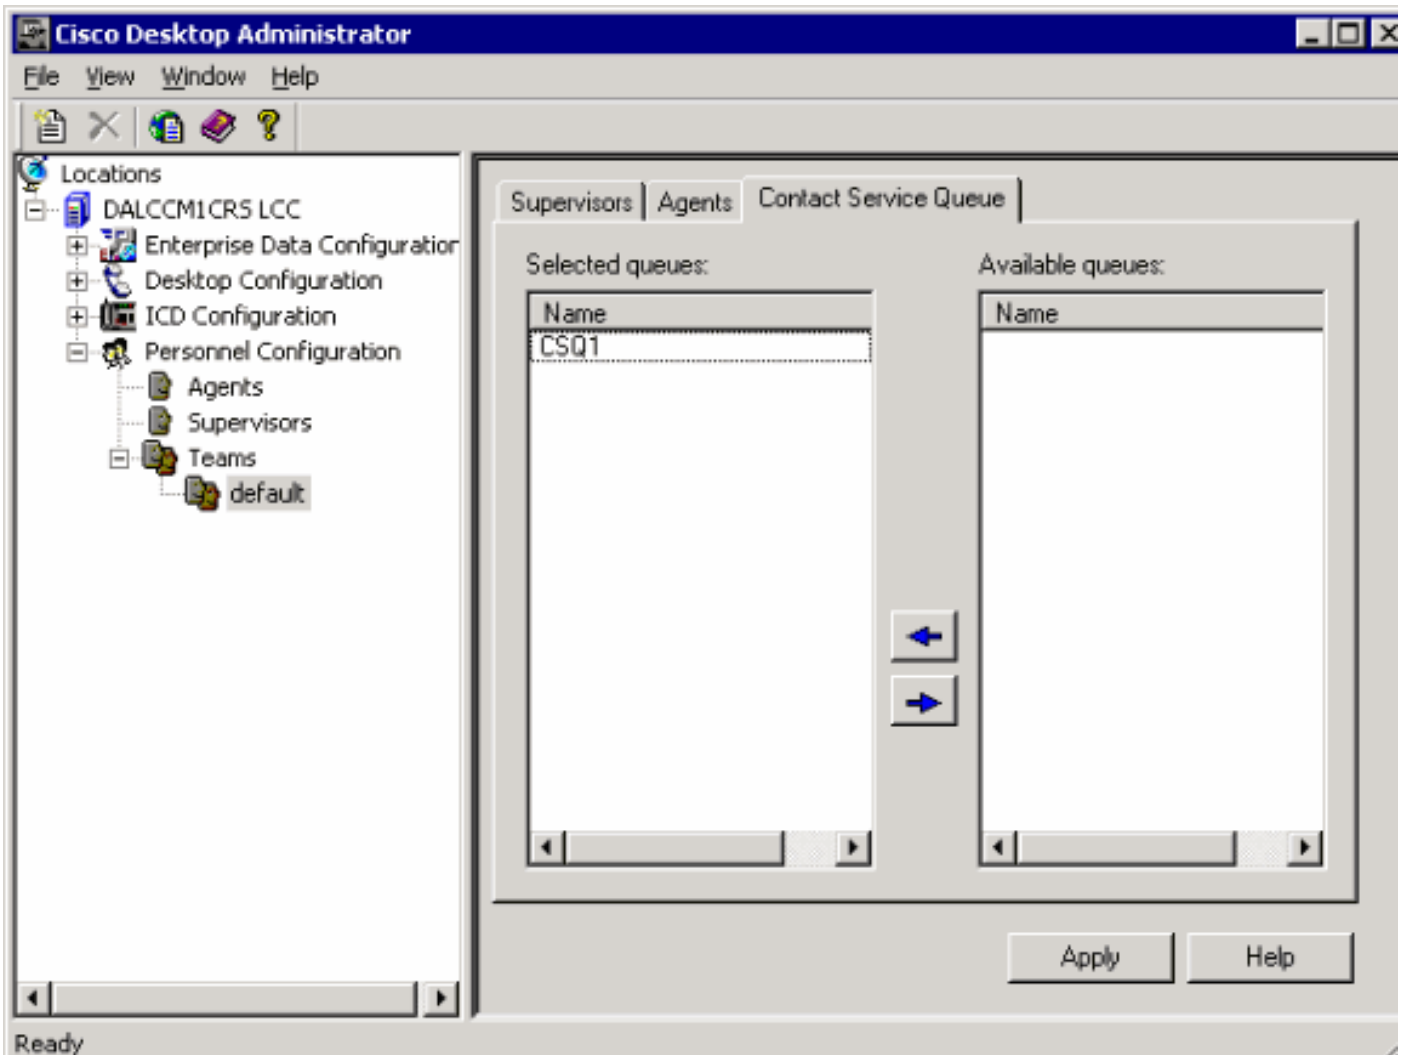 Cisco Desktop Administrator
File View Window Help
Locations
DALCCM1CRS LCC
Enterprise Data Configuration
Desktop Configuration
ICD Configuration
Personnel Configuration
Agents
Supervisors
Teams
default
Supervisors Agents Contact Service Queue
Selected queues: Available queues:
Name Name
CSQ1
Apply Help
Ready